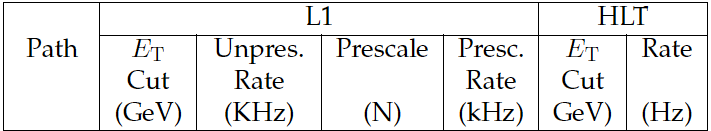 L1 HLT
Path E_T Unpres. Prescale Presc. E_T Rate
Cut Rate Rate Cut
(GeV) (KHz) (N) (kHz) GeV) (Hz)